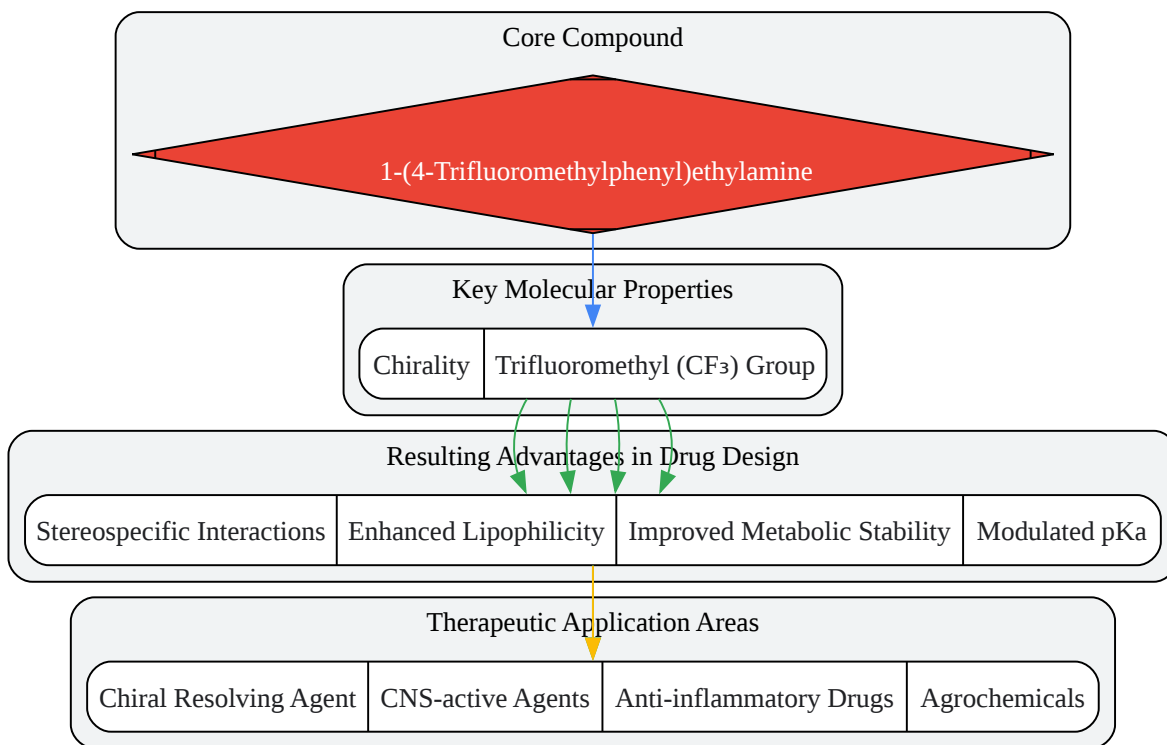 Core Compound
1-(4-Trifluoromethylphenyl)ethylamine
Key Molecular Properties
Chirality Trifluoromethyl (CF₃) Group
Resulting Advantages in Drug Design
Stereospecific Interactions Enhanced Lipophilicity Improved Metabolic Stability Modulated pKa
Therapeutic Application Areas
Chiral Resolving Agent CNS-active Agents Anti-inflammatory Drugs Agrochemicals